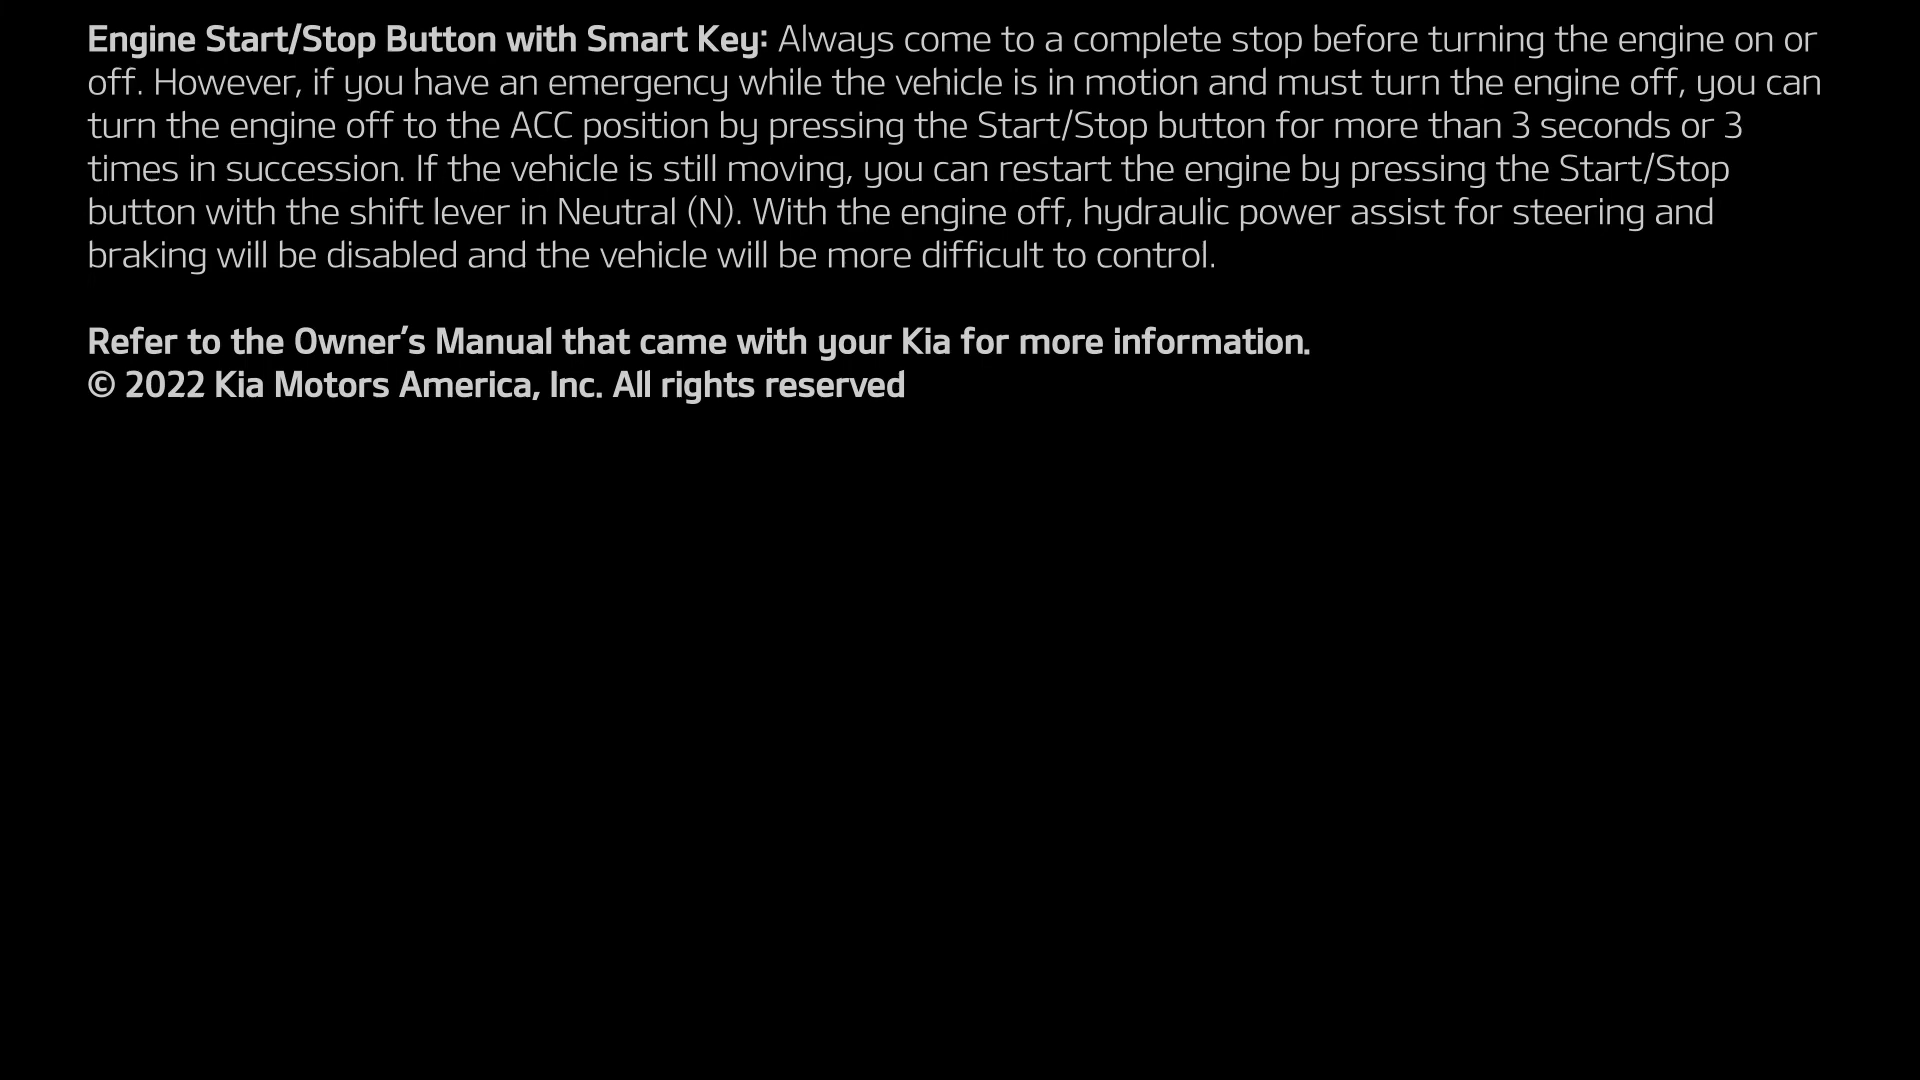 Engine Start/Stop Button with Smart Key: Always come to a complete stop before turning the engine on or
off. However, if you have an emergency while the vehicle is in motion and must turn the engine off, you can
turn the engine off to the ACC position by pressing the Start/Stop button for more than 3 seconds or 3
times in succession. If the vehicle is still moving, you can restart the engine by pressing the Start/Stop
button with the shift lever in Neutral (N). With the engine off, hydraulic power assist for steering and
braking will be disabled and the vehicle will be more difficult to control.
Refer to the Owner’s Manual that came with your Kia for more information.
© 2022 Kia Motors America, Inc. All rights reserved